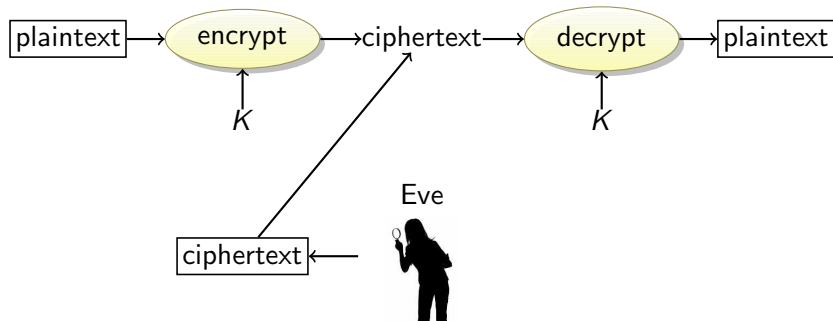 plaintext
encrypt
ciphertext
decrypt
plaintext
K
K
Eve
ciphertext